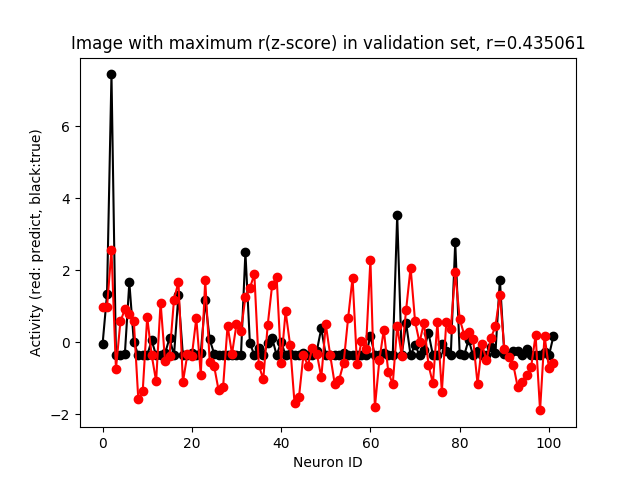 Image with maximum r(z-score) in validation set, r=0.435061
Activity (red: predict, black:true)
6
4
2
0
−2
0 20 40 60 80 100
Neuron ID